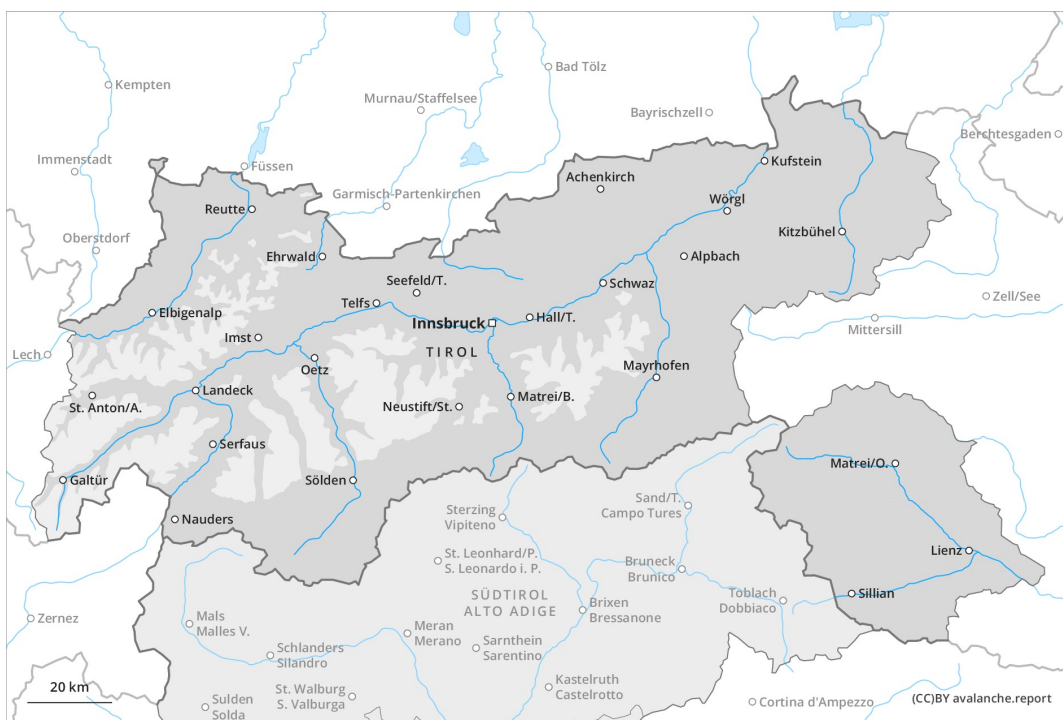 Kempten
Bad Tölz
Murnau/Staffelsee
Bayrischzell
Berchtesgaden
Immenstadt
Füssen
Kufstein
Achenkirch
Garmisch-Partenkirchen
Wörgl
Reutte
Kitzbühel
Oberstdorf
Ehrwald
Alpbach
Seefeld/T.
Schwaz
Zell/See
Telfs
Elbigenalp
Innsbruck
Hall/T.
Mittersill
Imst
TIROL
Lech
Oetz
Mayrhofen
Landeck
Matrei/B.
St. Anton/A.
Neustift/St.
Serfaus
Matrei/O.
Galtür
Sölden
Sand/T.
Campo Tures
Sterzing
Vipiteno
Nauders
Lienz
St. Leonhard/P.
S. Leonardo i. P.
Bruneck
Brunico
SÜDTIROL
ALTO ADIGE
Toblach
Dobbiaco
Sillian
Brixen
Bressanone
Zernez
Mals
Malles V.
Meran
Merano
Sarnthein
Sarentino
Schlanders
Silandro
Kastelruth
Castelrotto
20 km
St. Walburg
S. Valburga
Sulden
Solda
Cortina d'Ampezzo
(CC)BY avalanche.report